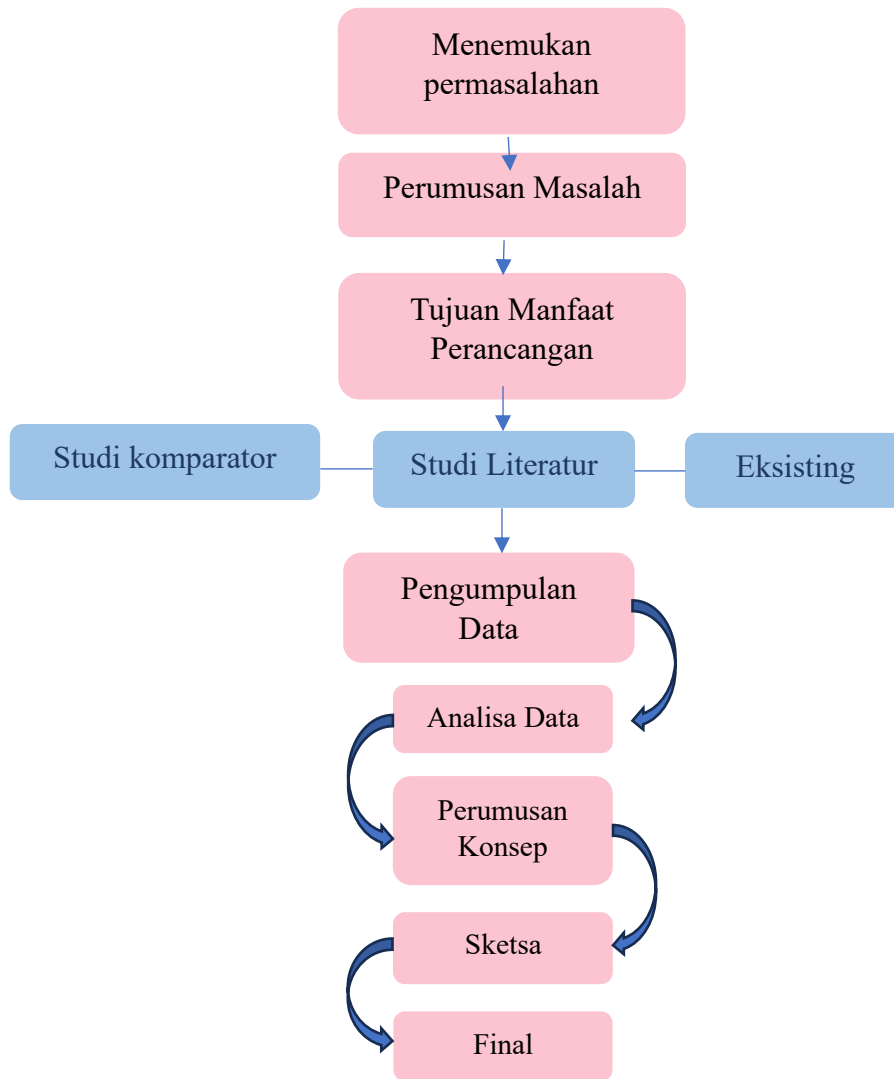 Menemukan
permasalahan
Perumusan Masalah
Tujuan Manfaat
Perancangan
Studi komparator
Studi Literatur
Eksisting
Pengumpulan
Data
Analisa Data
Perumusan
Konsep
Sketsa
Final